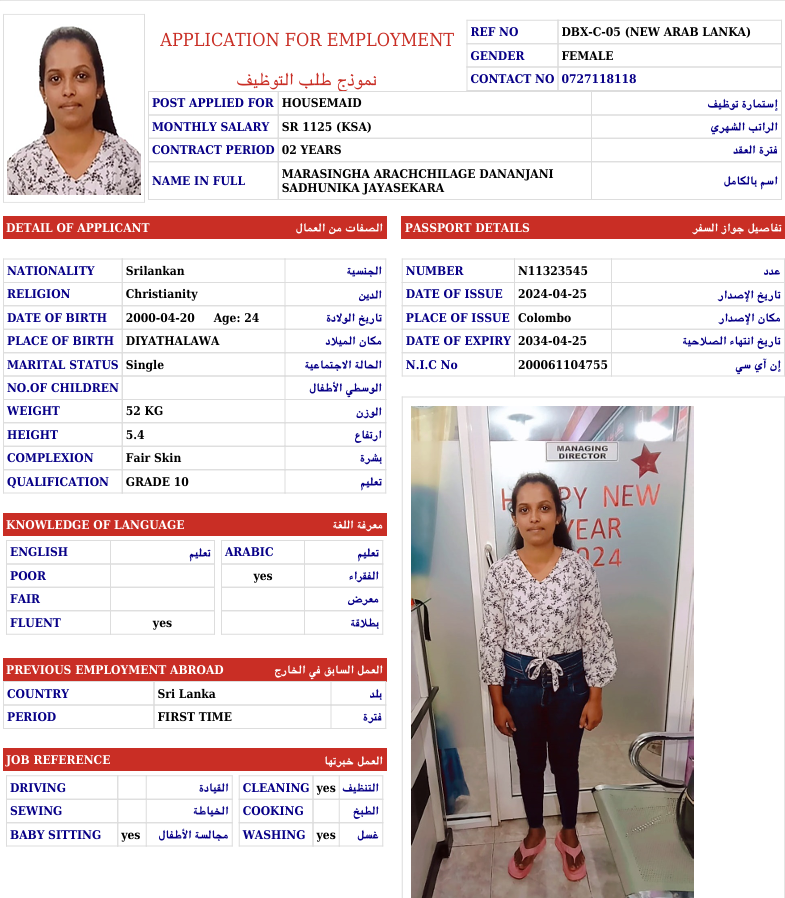 APPLICATION FOR EMPLOYMENT
نموذج طلب التوظيف
REF NO DBX-C-05 (NEW ARAB LANKA)
GENDER FEMALE
CONTACT NO 0727118118
POST APPLIED FOR HOUSEMAID إستمارة توظيف
MONTHLY SALARY SR 1125 (KSA) الراتب الشهري
CONTRACT PERIOD 02 YEARS فترة العقد
NAME IN FULL MARASINGHA ARACHCHILAGE DANANJANI SADHUNIKA JAYASEKARA اسم بالكامل
DETAIL OF APPLICANT الصفات من العمال
NATIONALITY Srilankan الجنسية
RELIGION Christianity الدين
DATE OF BIRTH 2000-04-20 Age: 24 تاريخ الولادة
PLACE OF BIRTH DIYATHALAWA مكان الميلاد
MARITAL STATUS Single الحالة الاجتماعية
NO.OF CHILDREN الوسطي الأطفال
WEIGHT 52 KG الوزن
HEIGHT 5.4 ارتفاع
COMPLEXION Fair Skin بشرة
QUALIFICATION GRADE 10 تعليم
KNOWLEDGE OF LANGUAGE معرفة اللغة
ENGLISH تعليم ARABIC تعليم
POOR yes الفقراء
FAIR معرض
FLUENT yes بطلاقة
PREVIOUS EMPLOYMENT ABROAD العمل السابق في الخارج
COUNTRY Sri Lanka بلد
PERIOD FIRST TIME فترة
JOB REFERENCE العمل خبرتها
DRIVING القيادة CLEANING yes التنظيف
SEWING الخياطة COOKING الطبخ
BABY SITTING yes مجالسة الأطفال WASHING yes غسل
PASSPORT DETAILS تفاصيل جواز السفر
NUMBER N11323545 عدد
DATE OF ISSUE 2024-04-25 تاريخ الإصدار
PLACE OF ISSUE Colombo مكان الإصدار
DATE OF EXPIRY 2034-04-25 تاريخ انتهاء الصلاحية
N.I.C No 200061104755 إن آي سي
MANAGING
DIRECTOR
PY NEW
YEAR
024